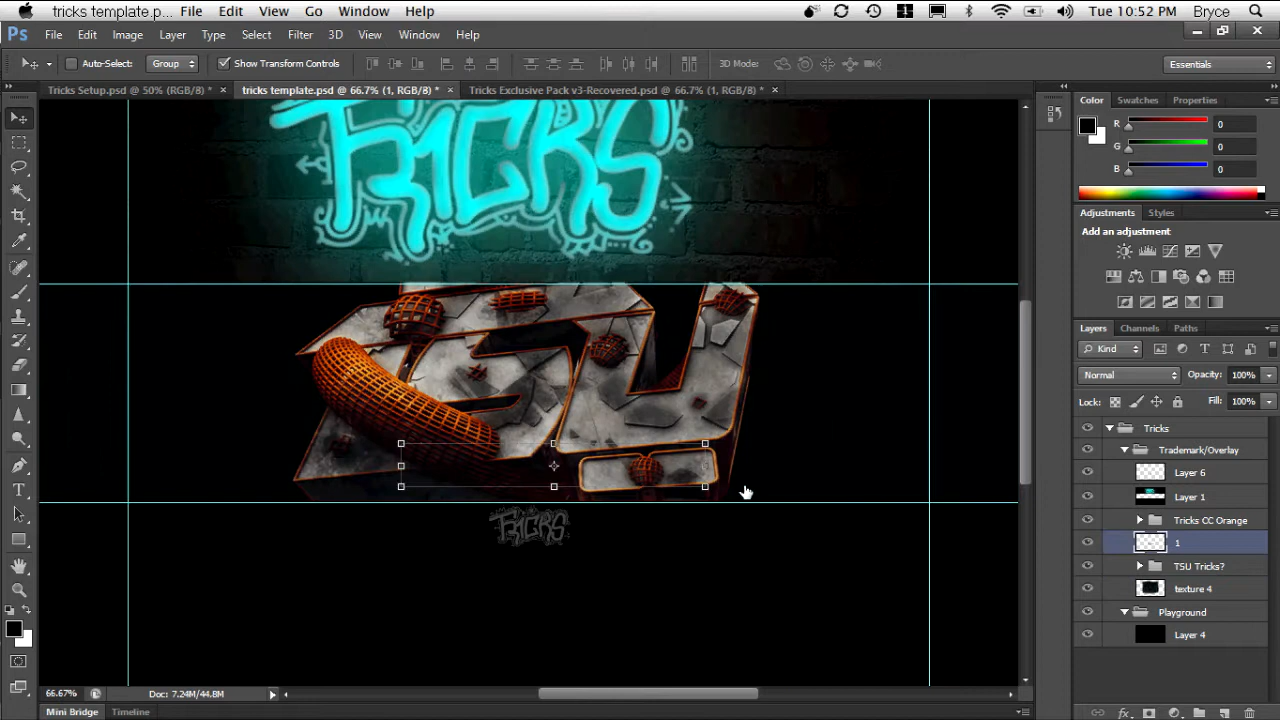 tricks template.p... File Edit View Go Window Help Tue 10:52 PM Bryce
Ps File Edit Image Layer Type Select Filter 3D View Window Help
Auto-Select: Group Show Transform Controls 3D Mode: Essentials
Tricks Setup.psd @ 50% (RGB/8) * × tricks template.psd @ 66.7% (1, RGB/8) * × Tricks Exclusive Pack v3-Recovered.psd @ 66.7% (RGB/8) * ×
Color Swatches Properties
R 0
G 0
B 0
TRICKS
Adjustments Styles
Add an adjustment
Layers Channels Paths
Kind
Normal Opacity: 100%
Lock: Fill: 100%
Tricks
Trademark/Overlay
Layer 6
Layer 1
Tricks CC Orange
1
TSU Tricks?
texture 4
Playground
Layer 4
TRICKS
66.67% Doc: 7.24M/44.8M
Mini Bridge Timeline